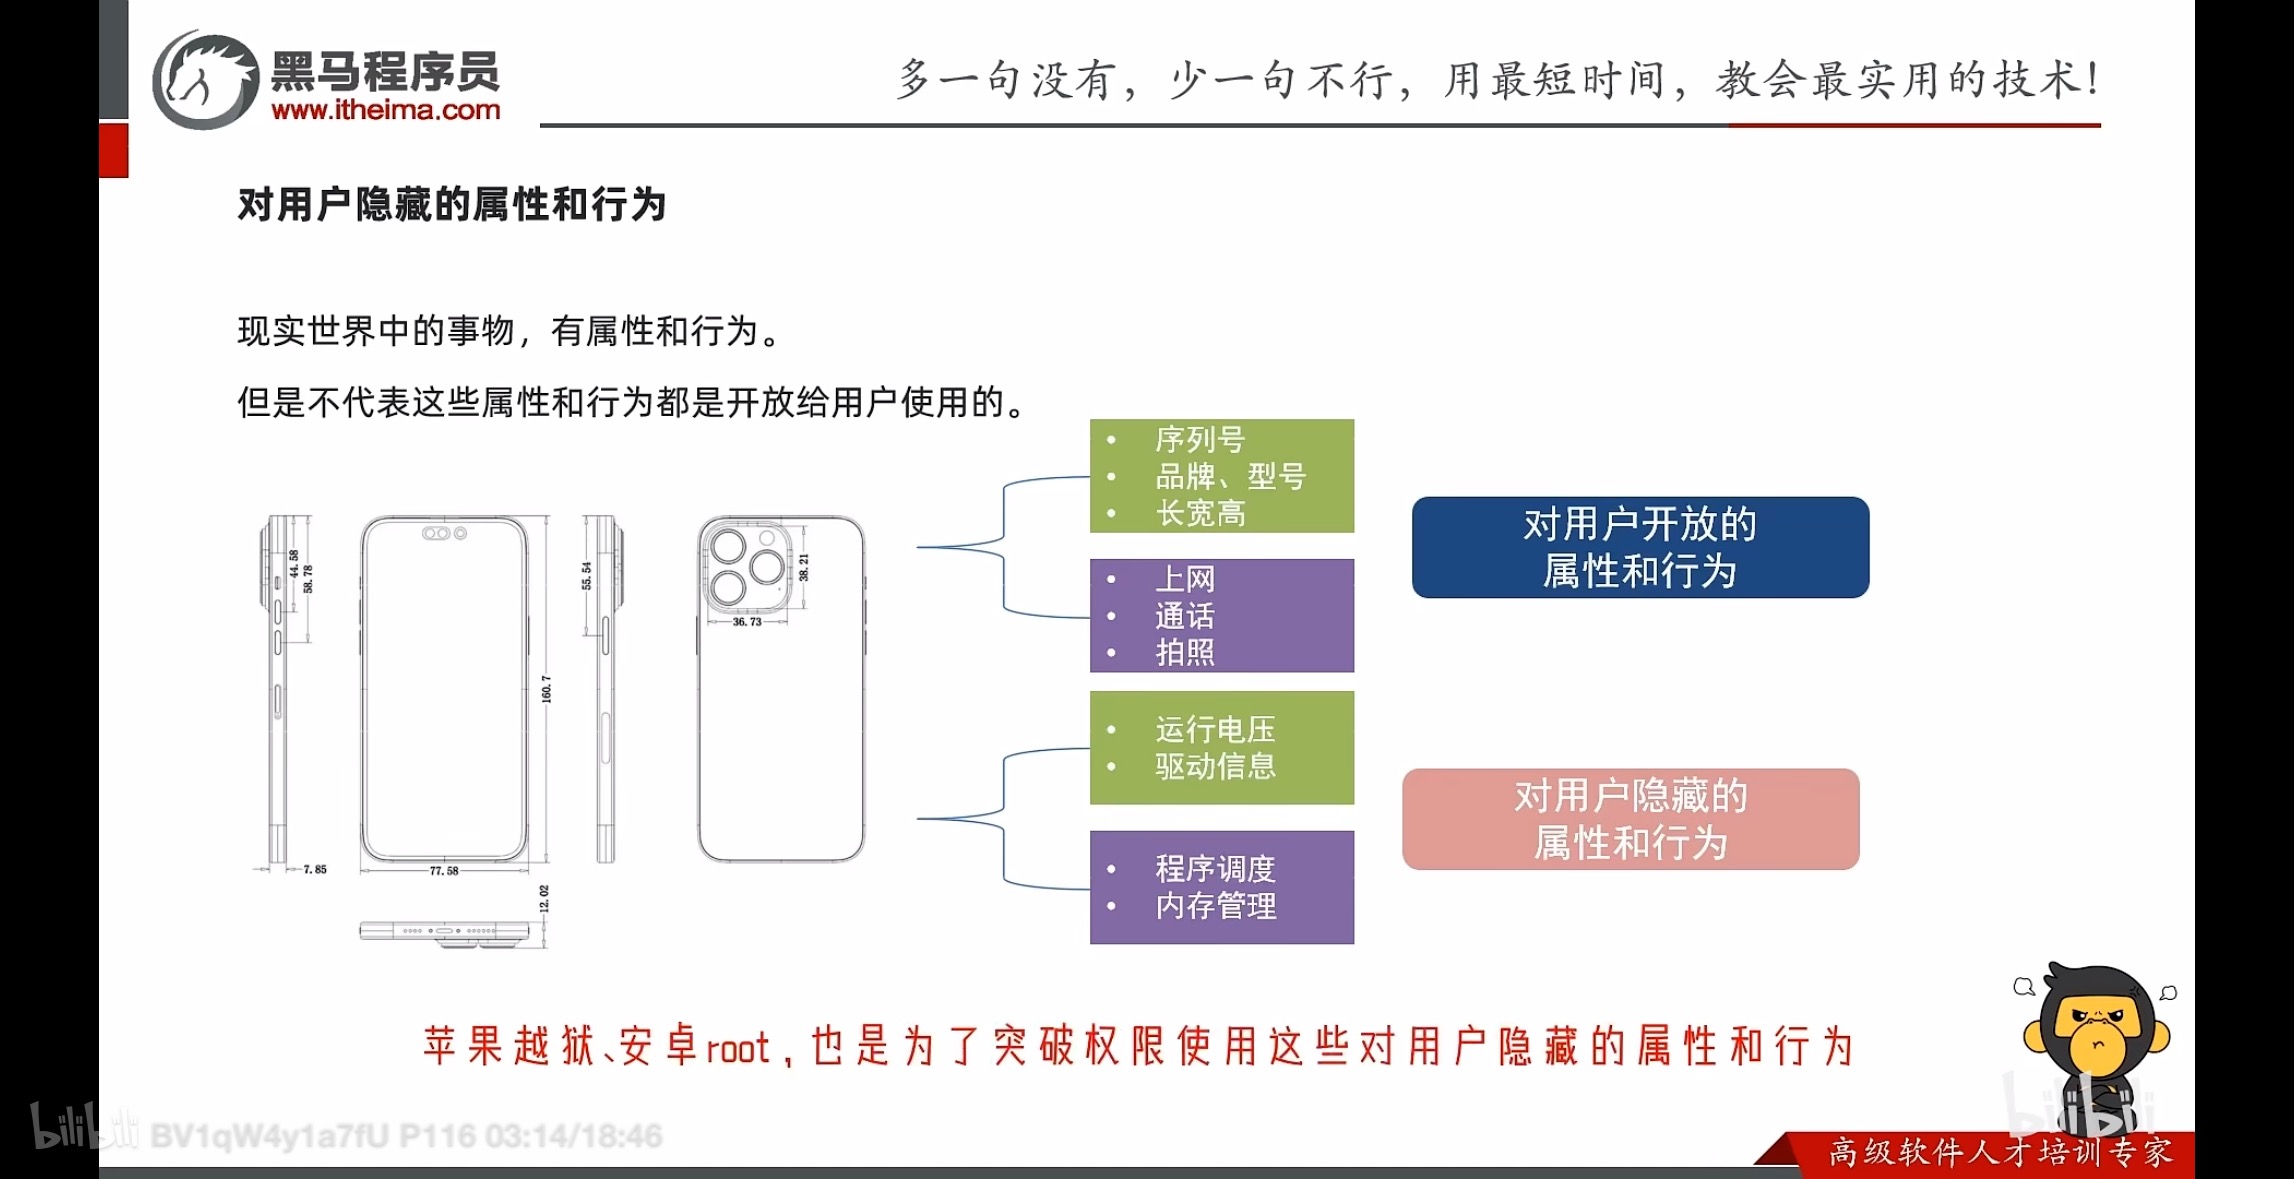 黑马程序员
www.itheima.com
多一句没有，少一句不行，用最短时间，教会最实用的技术！
对用户隐藏的属性和行为
现实世界中的事物，有属性和行为。
但是不代表这些属性和行为都是开放给用户使用的。
44.58
58.78
7.85
160.7
77.58
12.02
55.54
38.21
36.73
• 序列号
• 品牌、型号
• 长宽高
• 上网
• 通话
• 拍照
对用户开放的
属性和行为
• 运行电压
• 驱动信息
• 程序调度
• 内存管理
对用户隐藏的
属性和行为
苹果越狱、安卓root，也是为了突破权限使用这些对用户隐藏的属性和行为
bilibili BV1qW4y1a7fU P116 03:14/18:46
bilibili
高级软件人才培训专家